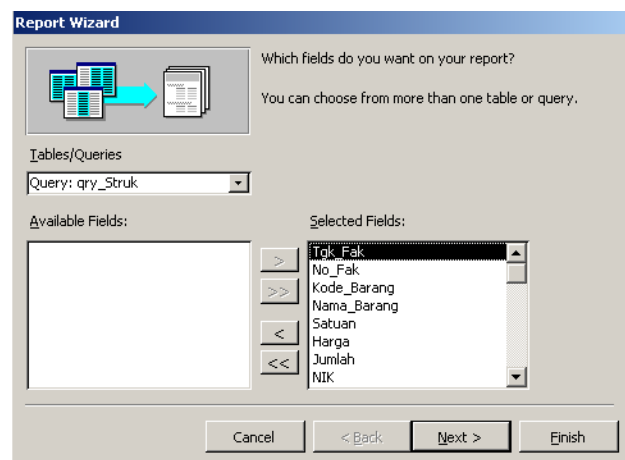 Report Wizard
Which fields do you want on your report?
You can choose from more than one table or query.
Tables/Queries
Query: qry_Struk
Available Fields:
Selected Fields:
Tgk_Fak
No_Fak
Kode_Barang
Nama_Barang
Satuan
Harga
Jumlah
NIK
>
>>
<
<<
Cancel
< Back
Next >
Finish